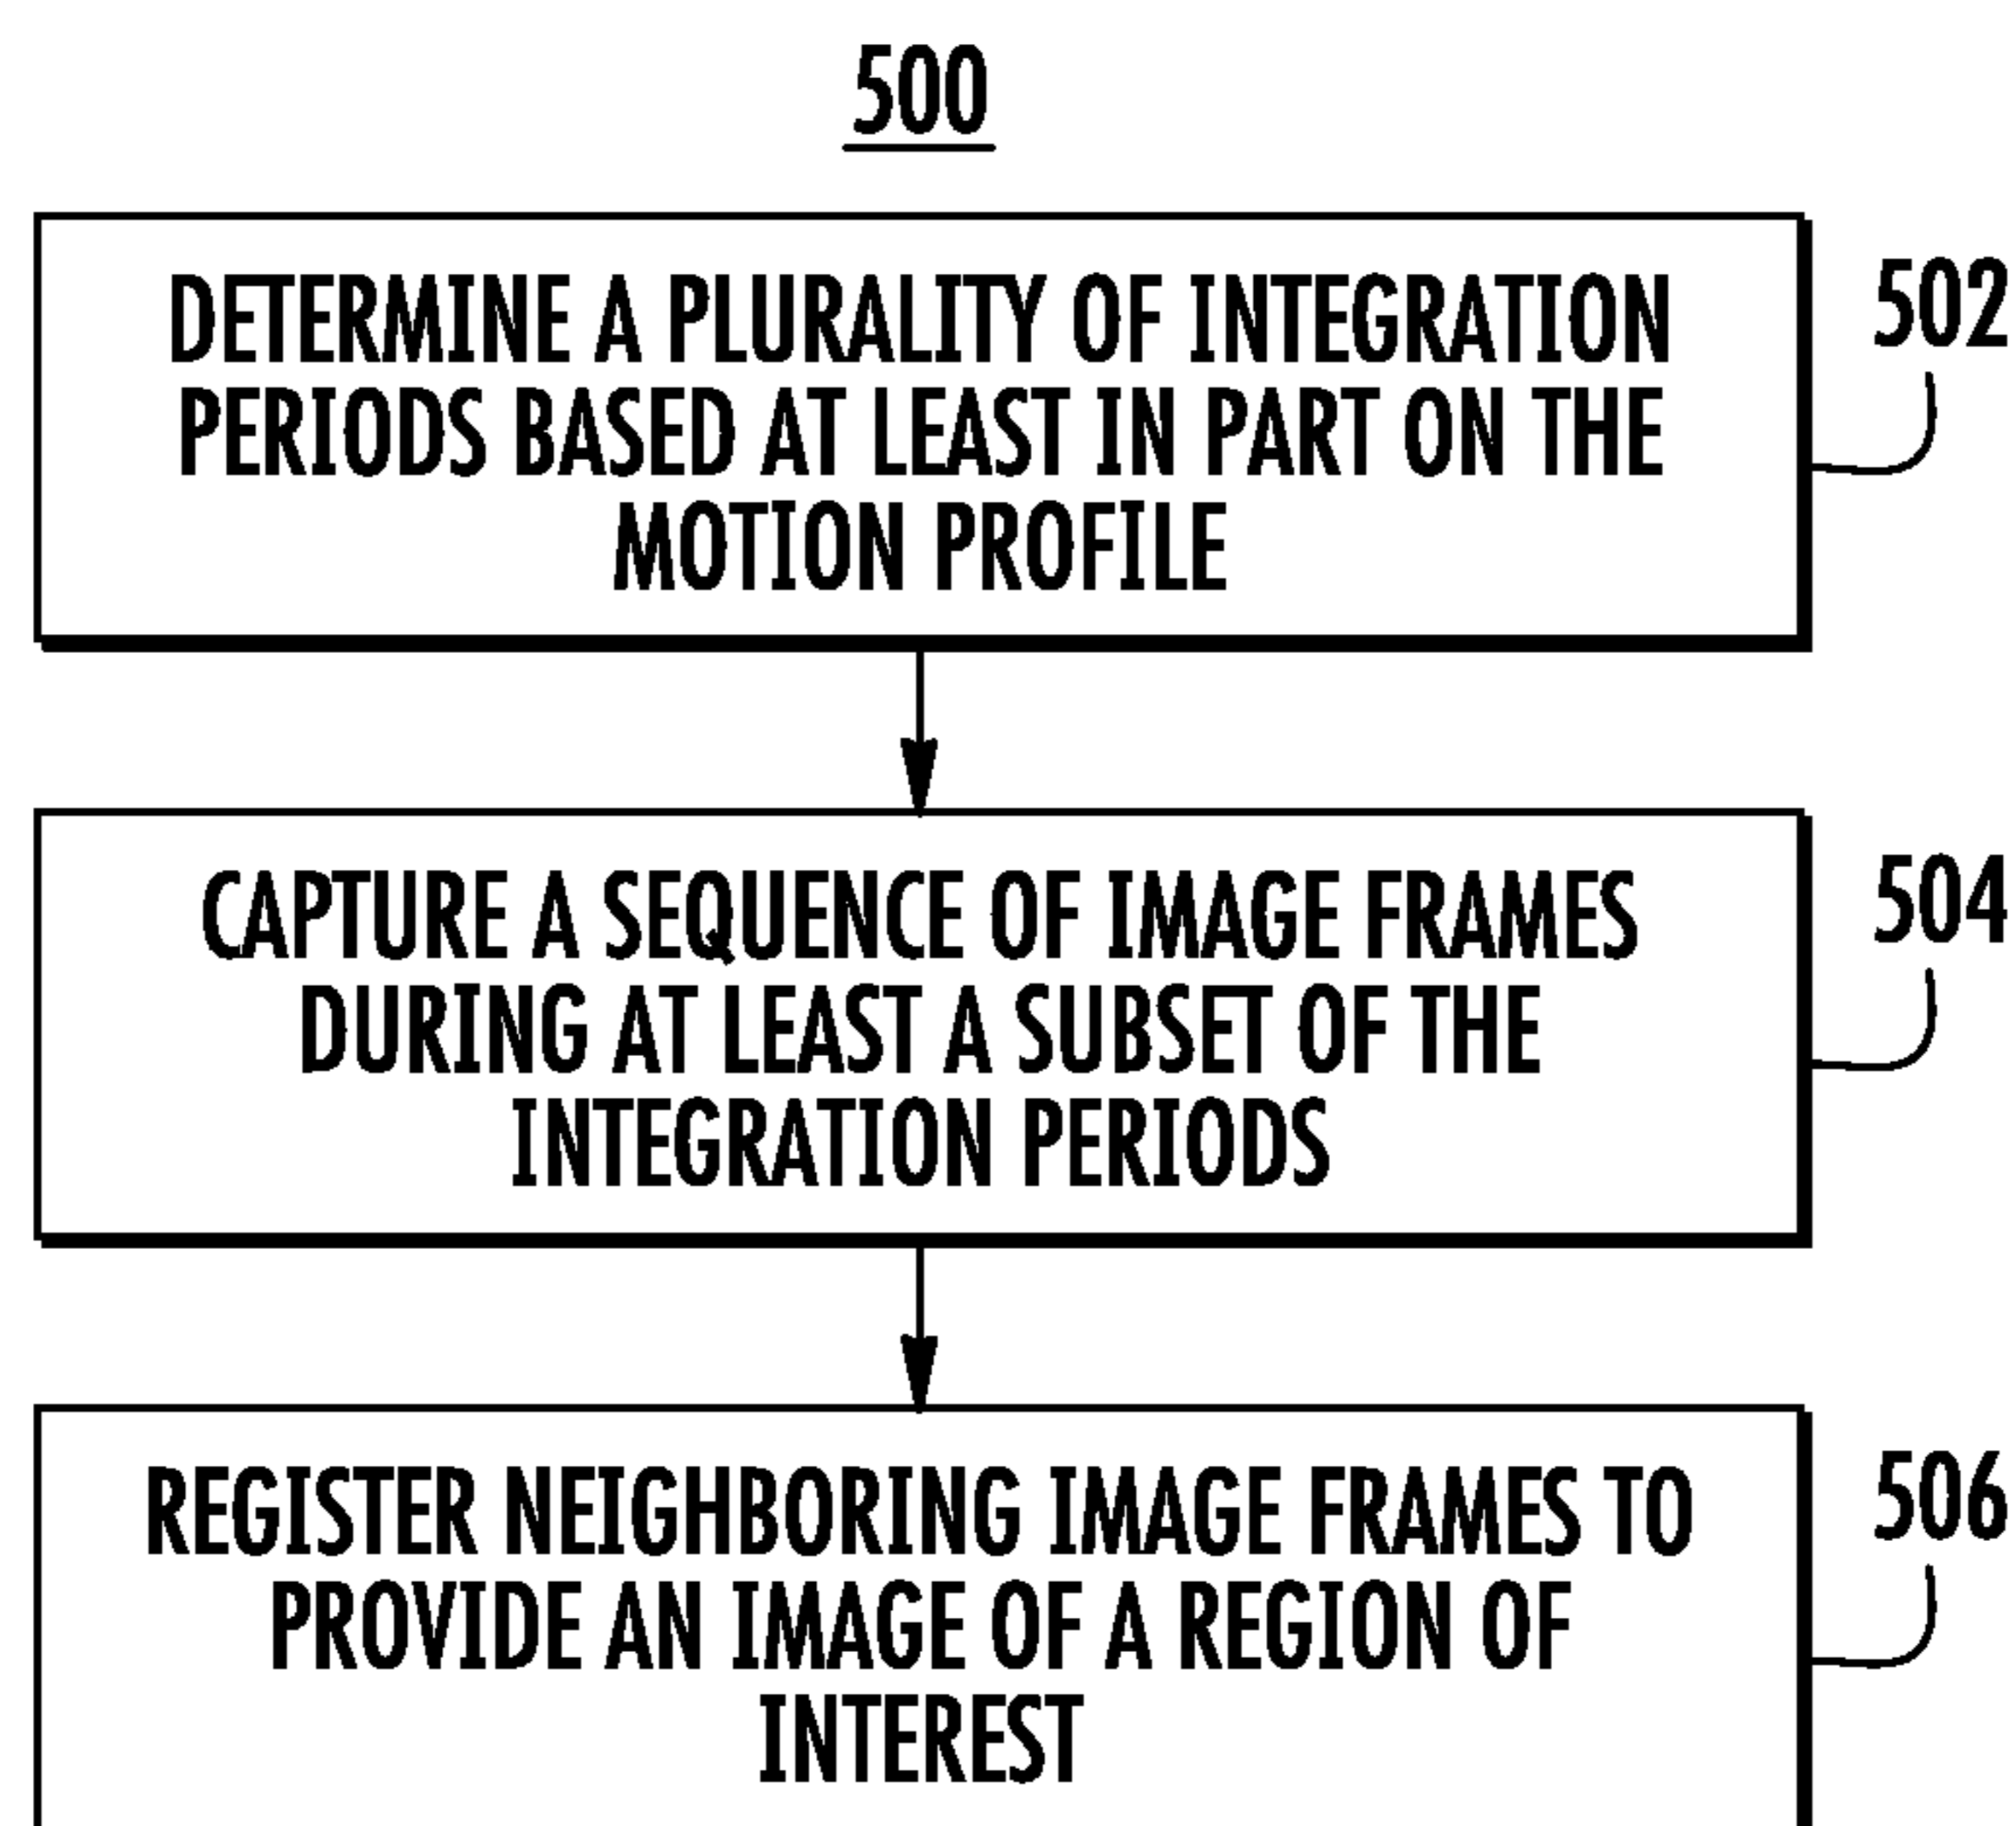 500
DETERMINE A PLURALITY OF INTEGRATION
PERIODS BASED AT LEAST IN PART ON THE
MOTION PROFILE
502
CAPTURE A SEQUENCE OF IMAGE FRAMES
DURING AT LEAST A SUBSET OF THE
INTEGRATION PERIODS
504
REGISTER NEIGHBORING IMAGE FRAMES TO
PROVIDE AN IMAGE OF A REGION OF
INTEREST
506